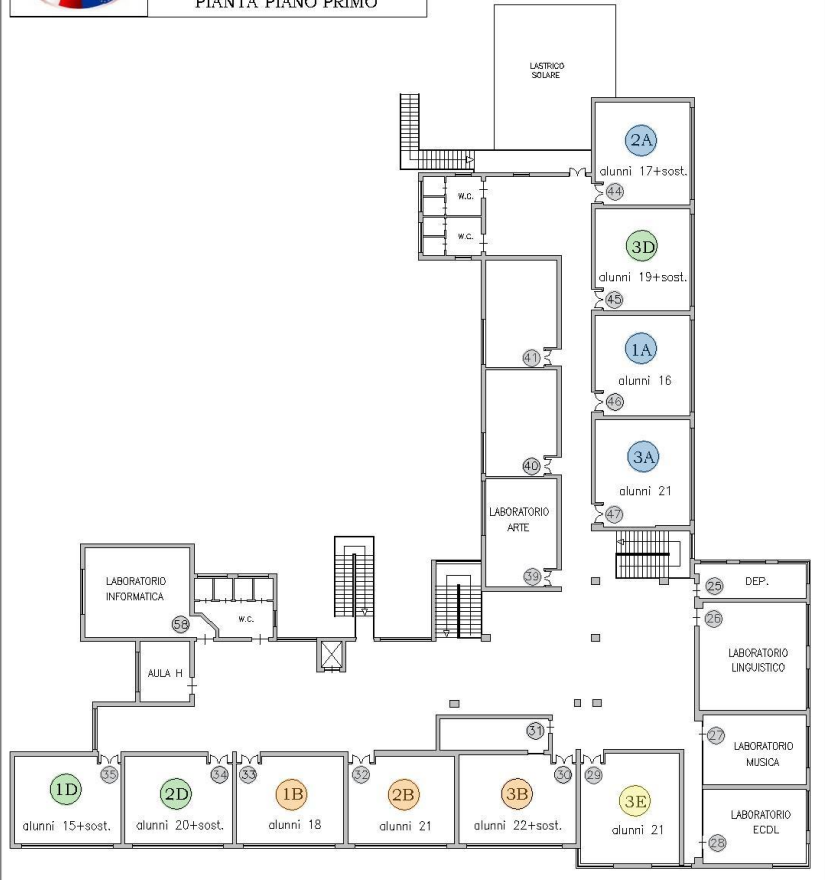 PIANTA PIANO PRIMO
LASTRICO
SOLARE
2A
alunni 17+sost.
44
W.C.
W.C.
3D
alunni 19+sost.
45
41
1A
alunni 16
46
40
3A
alunni 21
47
LABORATORIO
ARTE
39
LABORATORIO
INFORMATICA
58
W.C.
AULA H
25
DEP.
26
LABORATORIO
LINGUISTICO
31
27
LABORATORIO
MUSICA
35
34
33
32
30
29
1D
alunni 15+sost.
2D
alunni 20+sost.
1B
alunni 18
2B
alunni 21
3B
alunni 22+sost.
3E
alunni 21
LABORATORIO
ECDL
28